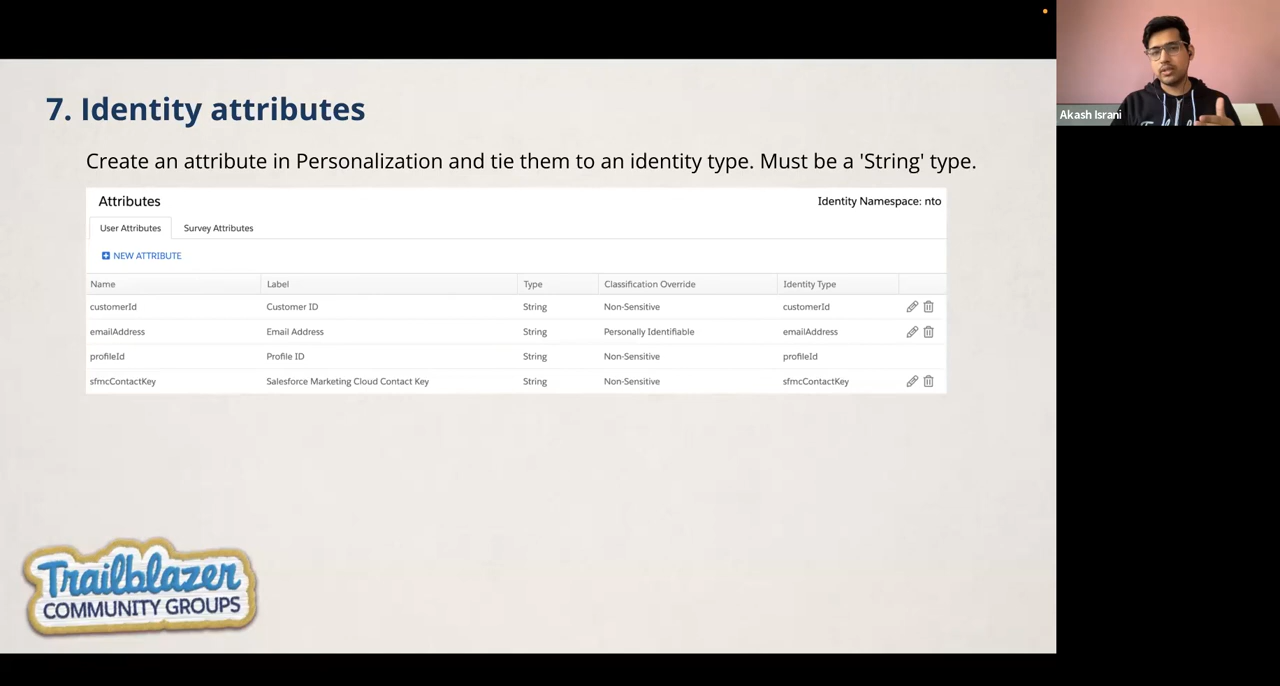 7. Identity attributes
Create an attribute in Personalization and tie them to an identity type. Must be a 'String' type.
Attributes
Identity Namespace: nto
User Attributes Survey Attributes
NEW ATTRIBUTE
Name Label Type Classification Override Identity Type
customerId Customer ID String Non-Sensitive customerId
emailAddress Email Address String Personally Identifiable emailAddress
profileId Profile ID String Non-Sensitive profileId
sfmcContactKey Salesforce Marketing Cloud Contact Key String Non-Sensitive sfmcContactKey
Trailblazer
COMMUNITY GROUPS
Akash Israni